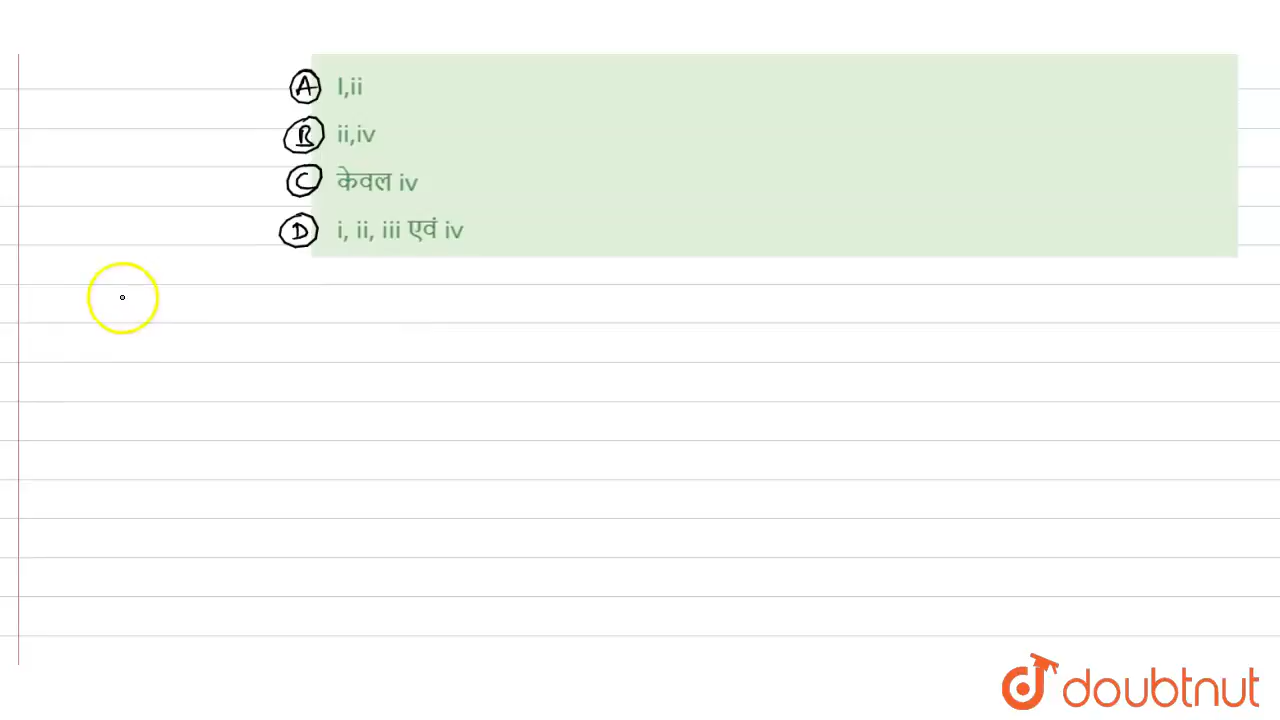 A I,ii
B ii,iv
C केवल iv
D i, ii, iii एवं iv
doubtnut